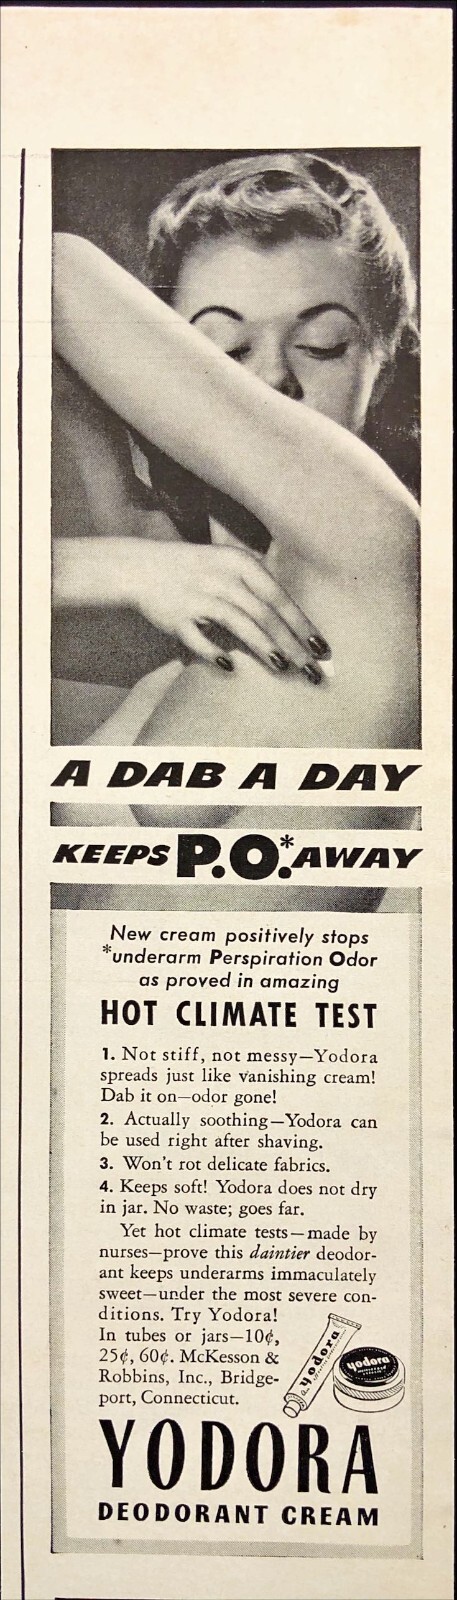 A DAB A DAY
KEEPS P.O.* AWAY
New cream positively stops
*underarm Perspiration Odor
as proved in amazing
HOT CLIMATE TEST
1. Not stiff, not messy—Yodora
spreads just like vanishing cream!
Dab it on—odor gone!
2. Actually soothing—Yodora can
be used right after shaving.
3. Won't rot delicate fabrics.
4. Keeps soft! Yodora does not dry
in jar. No waste; goes far.
Yet hot climate tests—made by
nurses—prove this daintier deodor-
ant keeps underarms immaculately
sweet—under the most severe con-
ditions. Try Yodora!
In tubes or jars—10¢,
25¢, 60¢. McKesson &
Robbins, Inc., Bridge-
port, Connecticut.
yodora
yodora
YODORA
DEODORANT CREAM